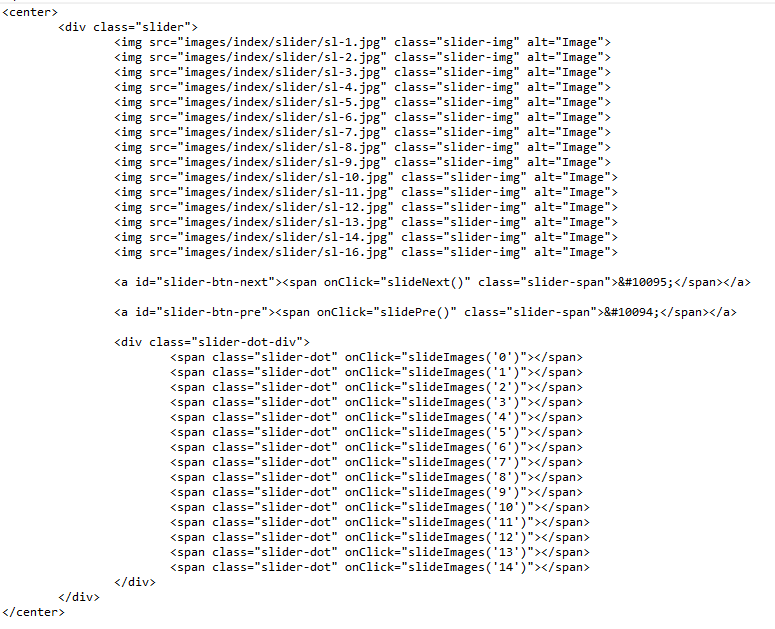 <center>
<div class="slider">
<img src="images/index/slider/sl-1.jpg" class="slider-img" alt="Image">
<img src="images/index/slider/sl-2.jpg" class="slider-img" alt="Image">
<img src="images/index/slider/sl-3.jpg" class="slider-img" alt="Image">
<img src="images/index/slider/sl-4.jpg" class="slider-img" alt="Image">
<img src="images/index/slider/sl-5.jpg" class="slider-img" alt="Image">
<img src="images/index/slider/sl-6.jpg" class="slider-img" alt="Image">
<img src="images/index/slider/sl-7.jpg" class="slider-img" alt="Image">
<img src="images/index/slider/sl-8.jpg" class="slider-img" alt="Image">
<img src="images/index/slider/sl-9.jpg" class="slider-img" alt="Image">
<img src="images/index/slider/sl-10.jpg" class="slider-img" alt="Image">
<img src="images/index/slider/sl-11.jpg" class="slider-img" alt="Image">
<img src="images/index/slider/sl-12.jpg" class="slider-img" alt="Image">
<img src="images/index/slider/sl-13.jpg" class="slider-img" alt="Image">
<img src="images/index/slider/sl-14.jpg" class="slider-img" alt="Image">
<img src="images/index/slider/sl-16.jpg" class="slider-img" alt="Image">
<a id="slider-btn-next"><span onClick="slideNext()" class="slider-span">&#10095;</span></a>
<a id="slider-btn-pre"><span onClick="slidePre()" class="slider-span">&#10094;</span></a>
<div class="slider-dot-div">
<span class="slider-dot" onClick="slideImages('0')"></span>
<span class="slider-dot" onClick="slideImages('1')"></span>
<span class="slider-dot" onClick="slideImages('2')"></span>
<span class="slider-dot" onClick="slideImages('3')"></span>
<span class="slider-dot" onClick="slideImages('4')"></span>
<span class="slider-dot" onClick="slideImages('5')"></span>
<span class="slider-dot" onClick="slideImages('6')"></span>
<span class="slider-dot" onClick="slideImages('7')"></span>
<span class="slider-dot" onClick="slideImages('8')"></span>
<span class="slider-dot" onClick="slideImages('9')"></span>
<span class="slider-dot" onClick="slideImages('10')"></span>
<span class="slider-dot" onClick="slideImages('11')"></span>
<span class="slider-dot" onClick="slideImages('12')"></span>
<span class="slider-dot" onClick="slideImages('13')"></span>
<span class="slider-dot" onClick="slideImages('14')"></span>
</div>
</div>
</center>